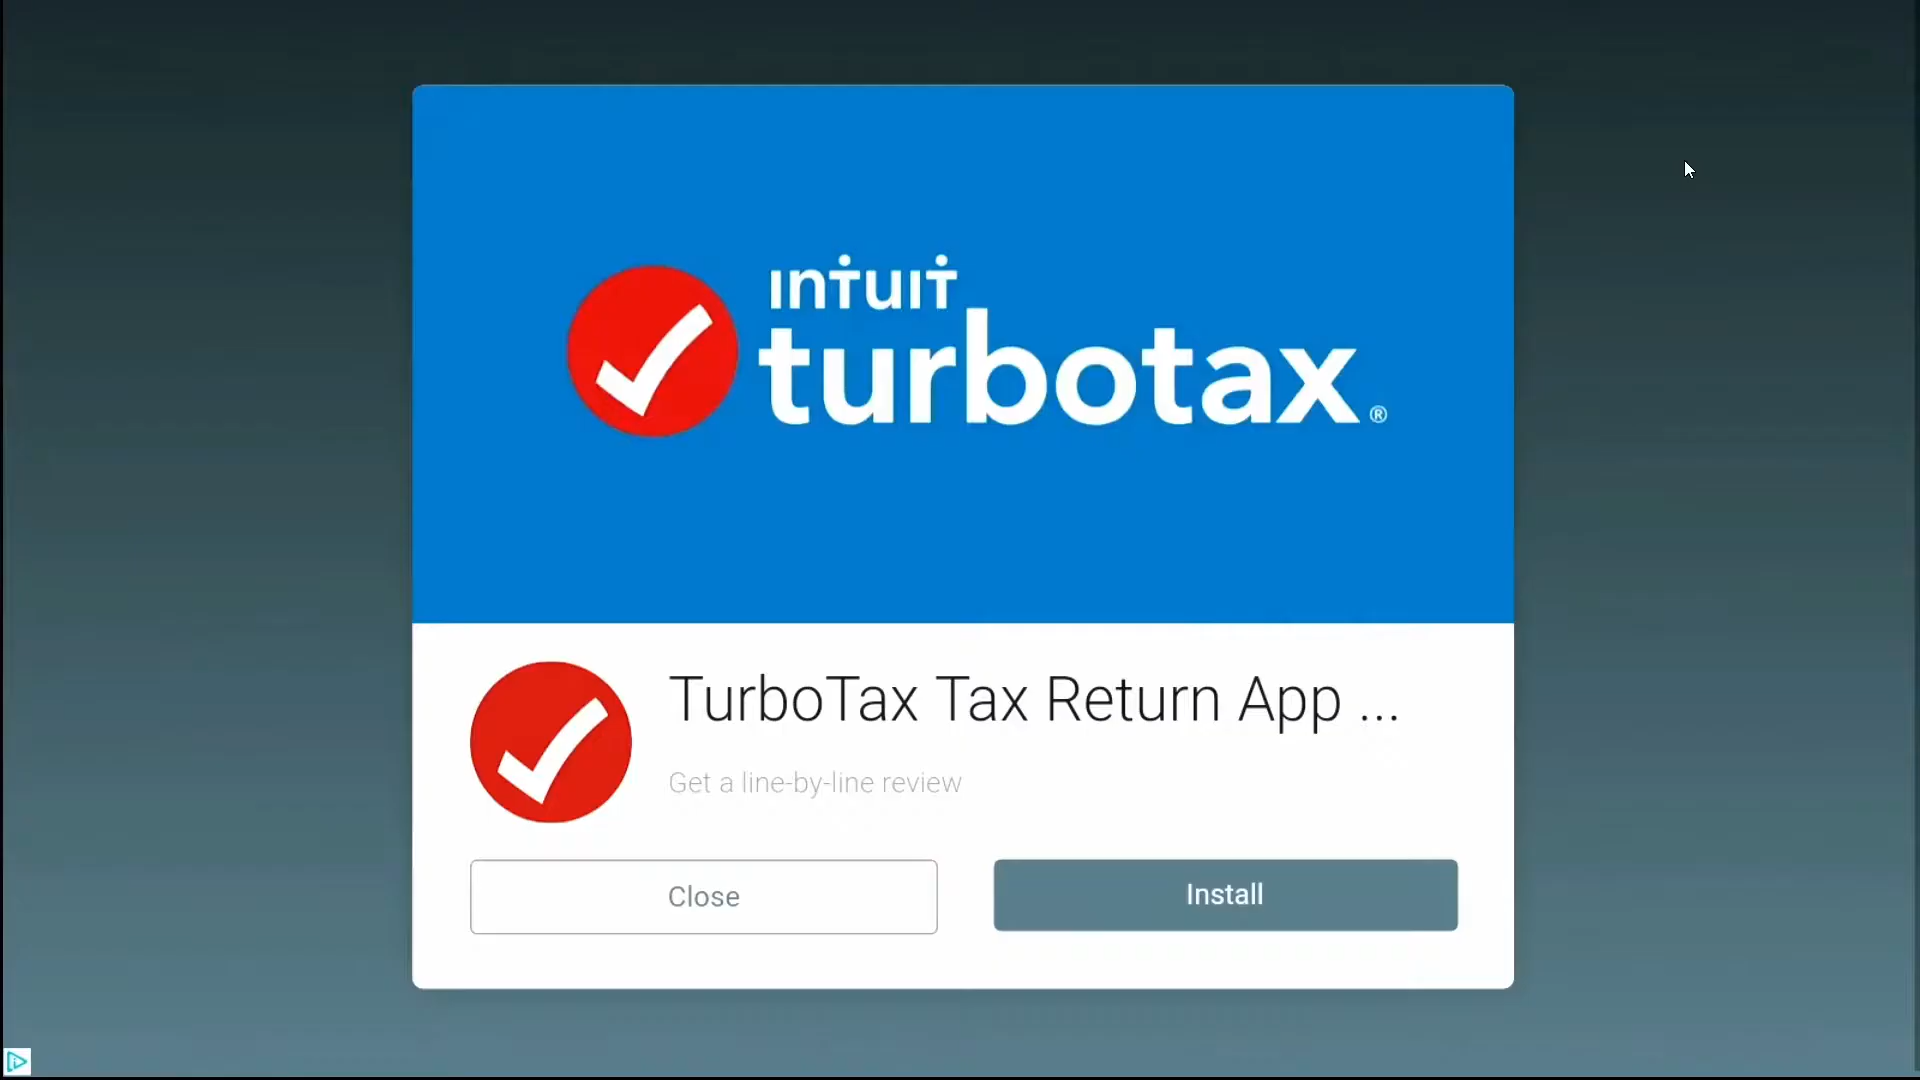 intuit
turbotax®
TurboTax Tax Return App ...
Get a line-by-line review
Close
Install